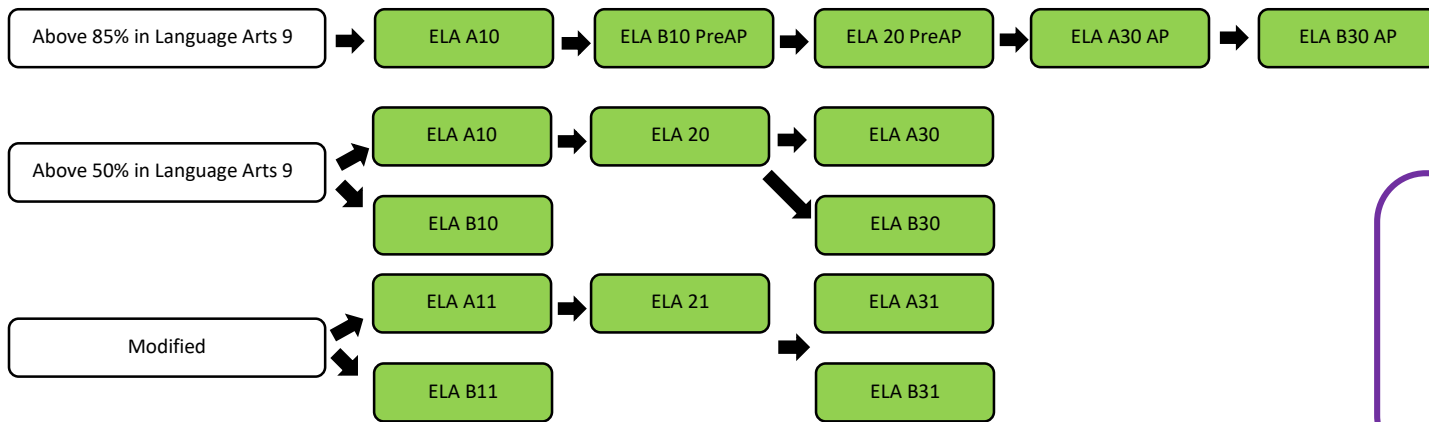 Above 85% in Language Arts 9
ELA A10
ELA B10 PreAP
ELA 20 PreAP
ELA A30 AP
ELA B30 AP
Above 50% in Language Arts 9
ELA A10
ELA 20
ELA A30
ELA B10
ELA B30
Modified
ELA A11
ELA 21
ELA A31
ELA B11
ELA B31